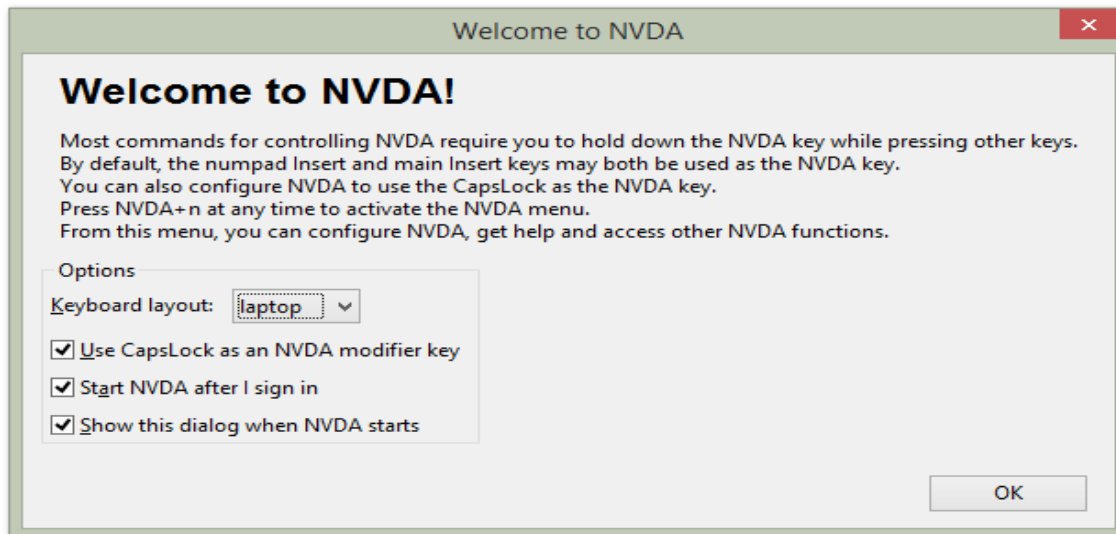 Welcome to NVDA
Welcome to NVDA!
Most commands for controlling NVDA require you to hold down the NVDA key while pressing other keys.
By default, the numpad Insert and main Insert keys may both be used as the NVDA key.
You can also configure NVDA to use the CapsLock as the NVDA key.
Press NVDA+n at any time to activate the NVDA menu.
From this menu, you can configure NVDA, get help and access other NVDA functions.
Options
Keyboard layout: laptop
Use CapsLock as an NVDA modifier key
Start NVDA after I sign in
Show this dialog when NVDA starts
OK